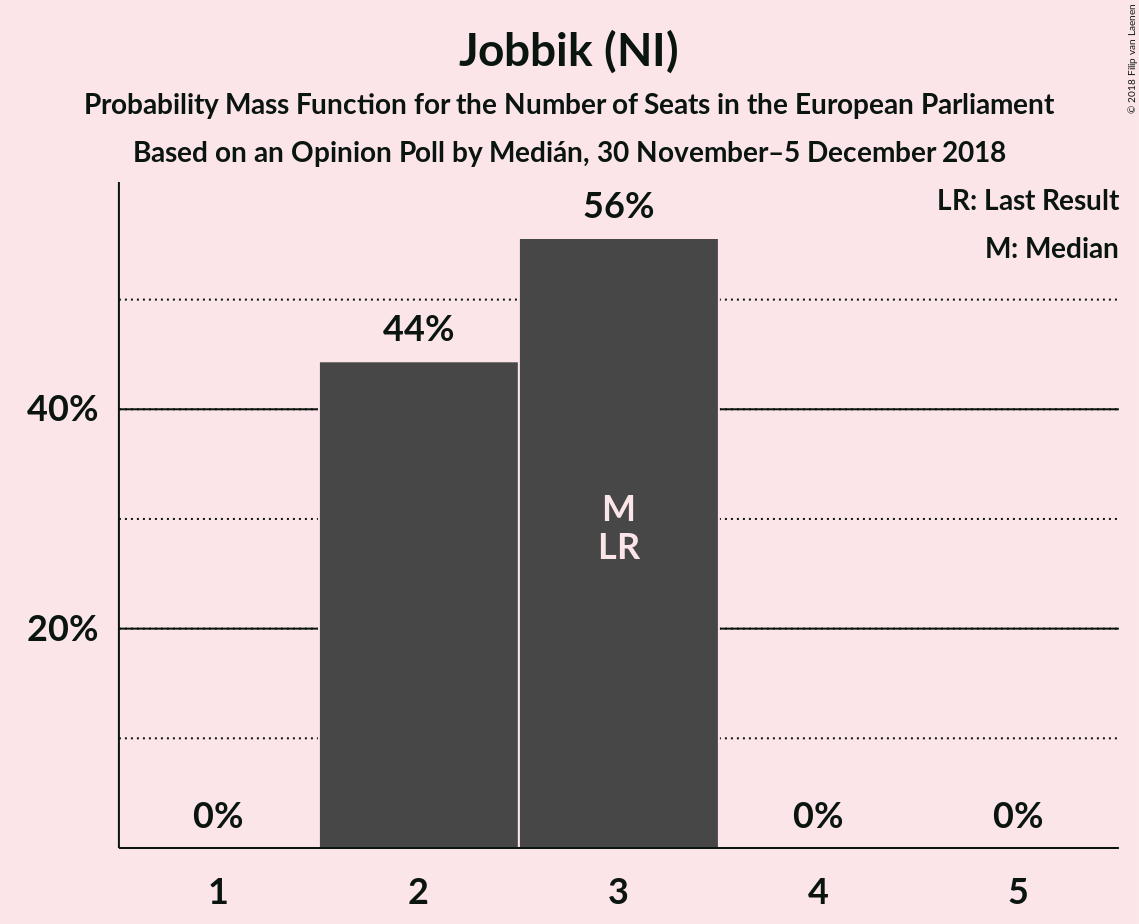 Jobbik (NI)
Probability Mass Function for the Number of Seats in the European Parliament
Based on an Opinion Poll by Medián, 30 November–5 December 2018
© 2018 Filip van Laenen
LR: Last Result
M: Median
56%
44%
40%
20%
M
LR
0%
0%
0%
1
2
3
4
5